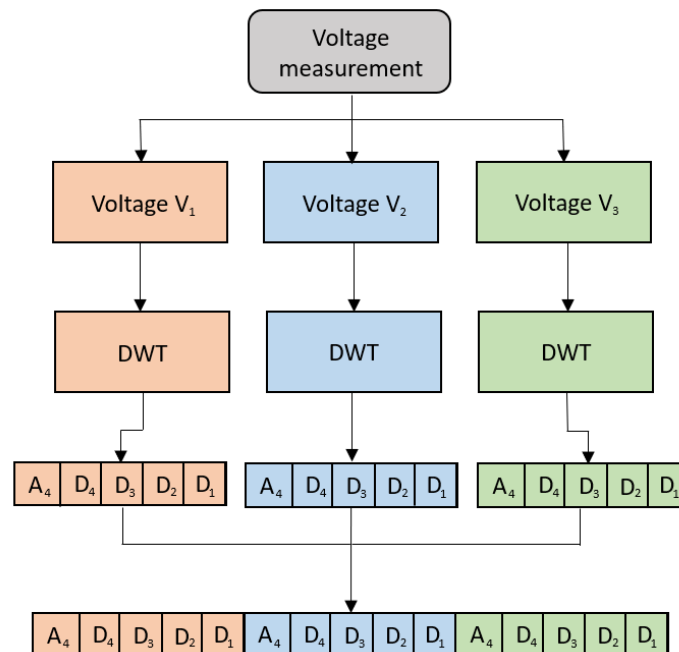 Voltage
measurement
Voltage V₁
Voltage V₂
Voltage V₃
DWT
DWT
DWT
A₄ D₄ D₃ D₂ D₁
A₄ D₄ D₃ D₂ D₁
A₄ D₄ D₃ D₂ D₁
A₄ D₄ D₃ D₂ D₁ A₄ D₄ D₃ D₂ D₁ A₄ D₄ D₃ D₂ D₁